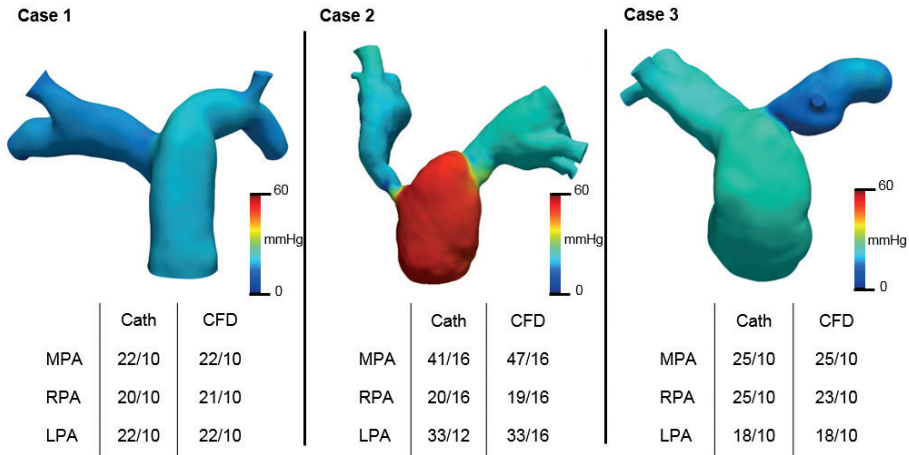 Case 1
Case 2
Case 3
60
mmHg
0
60
mmHg
0
60
mmHg
0
Cath CFD
MPA 22/10 22/10
RPA 20/10 21/10
LPA 22/10 22/10
Cath CFD
MPA 41/16 47/16
RPA 20/16 19/16
LPA 33/12 33/16
Cath CFD
MPA 25/10 25/10
RPA 25/10 23/10
LPA 18/10 18/10